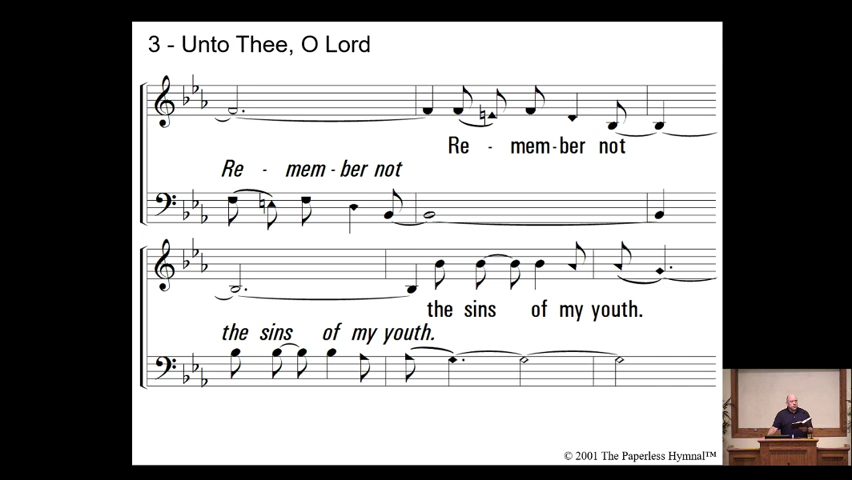 3 - Unto Thee, O Lord
Re - mem-ber not
Re - mem - ber not
the sins of my youth.
the sins of my youth.
© 2001 The Paperless Hymnal™